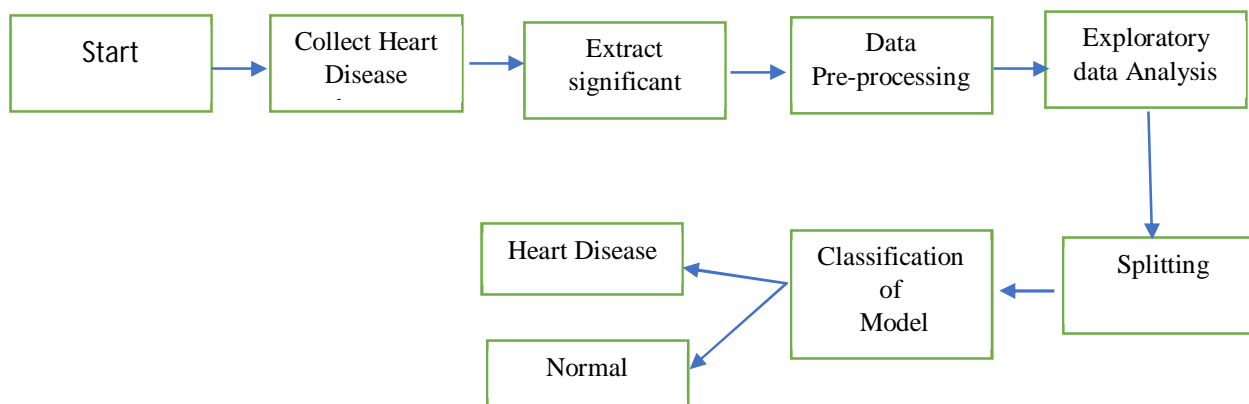 Start
Collect Heart
Disease
Extract
significant
Data
Pre-processing
Exploratory
data Analysis
Splitting
Classification
of
Model
Heart Disease
Normal